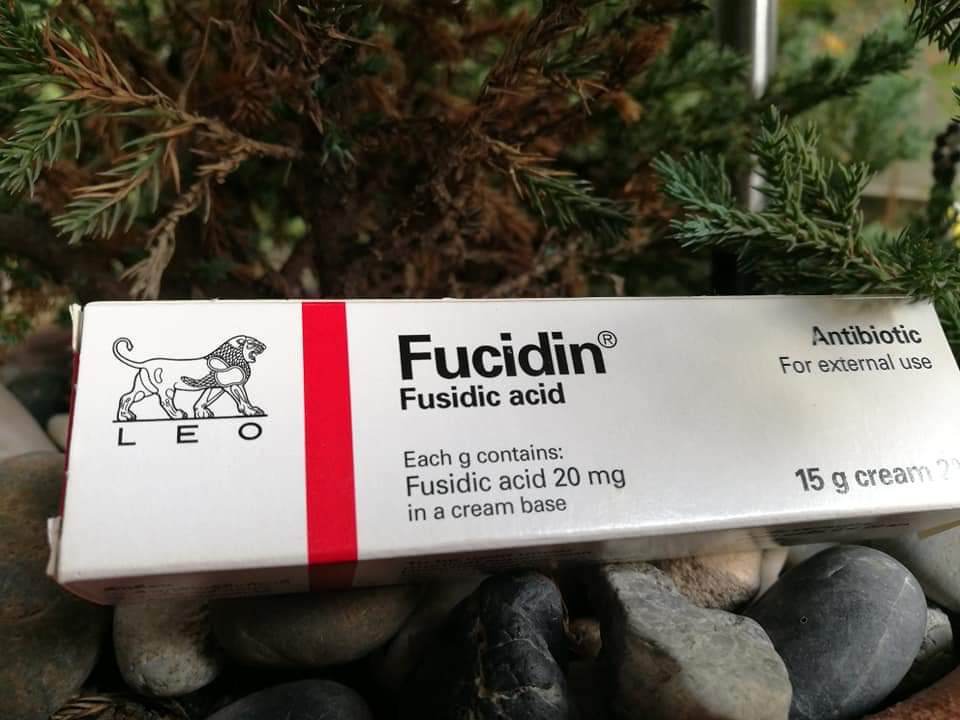 LEO
Fucidin®
Fusidic acid
Antibiotic
For external use
Each g contains:
Fusidic acid 20 mg
in a cream base
15 g cream